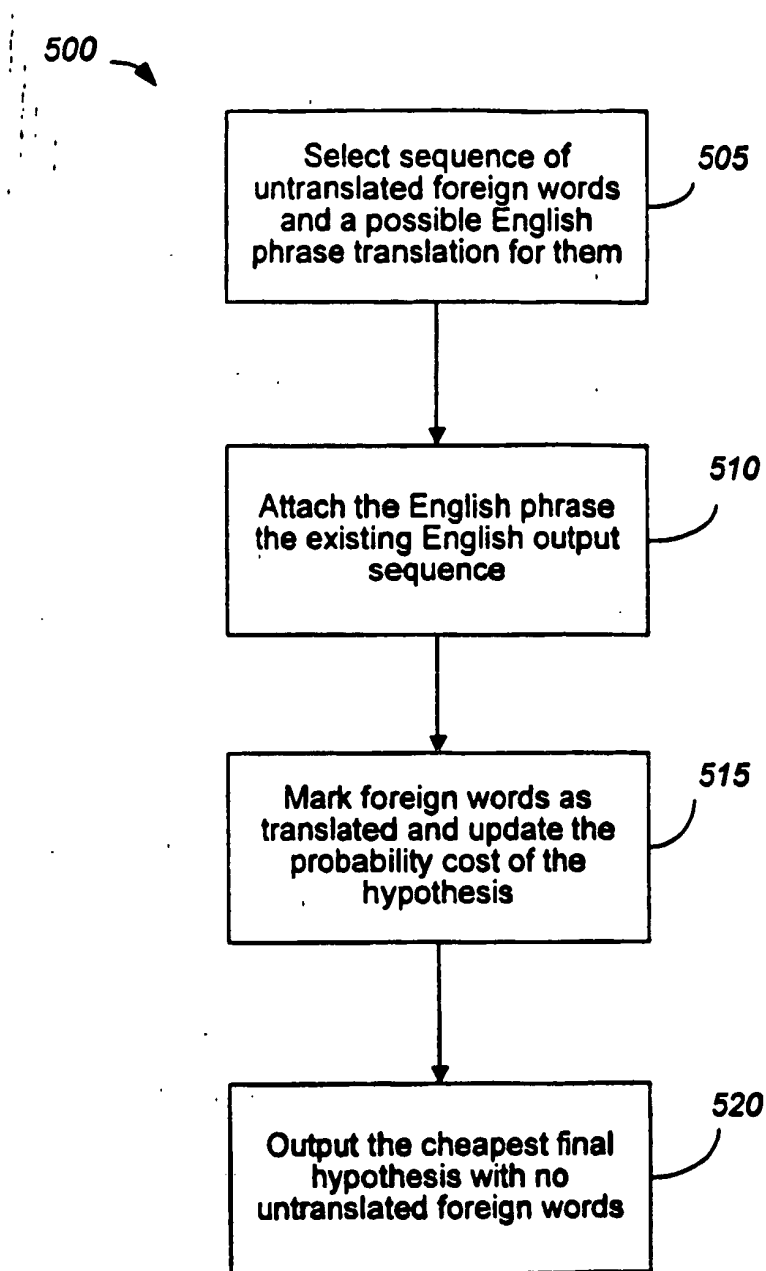 500
Select sequence of
untranslated foreign words
and a possible English
phrase translation for them
505
Attach the English phrase
the existing English output
sequence
510
Mark foreign words as
translated and update the
probability cost of the
hypothesis
515
Output the cheapest final
hypothesis with no
untranslated foreign words
520